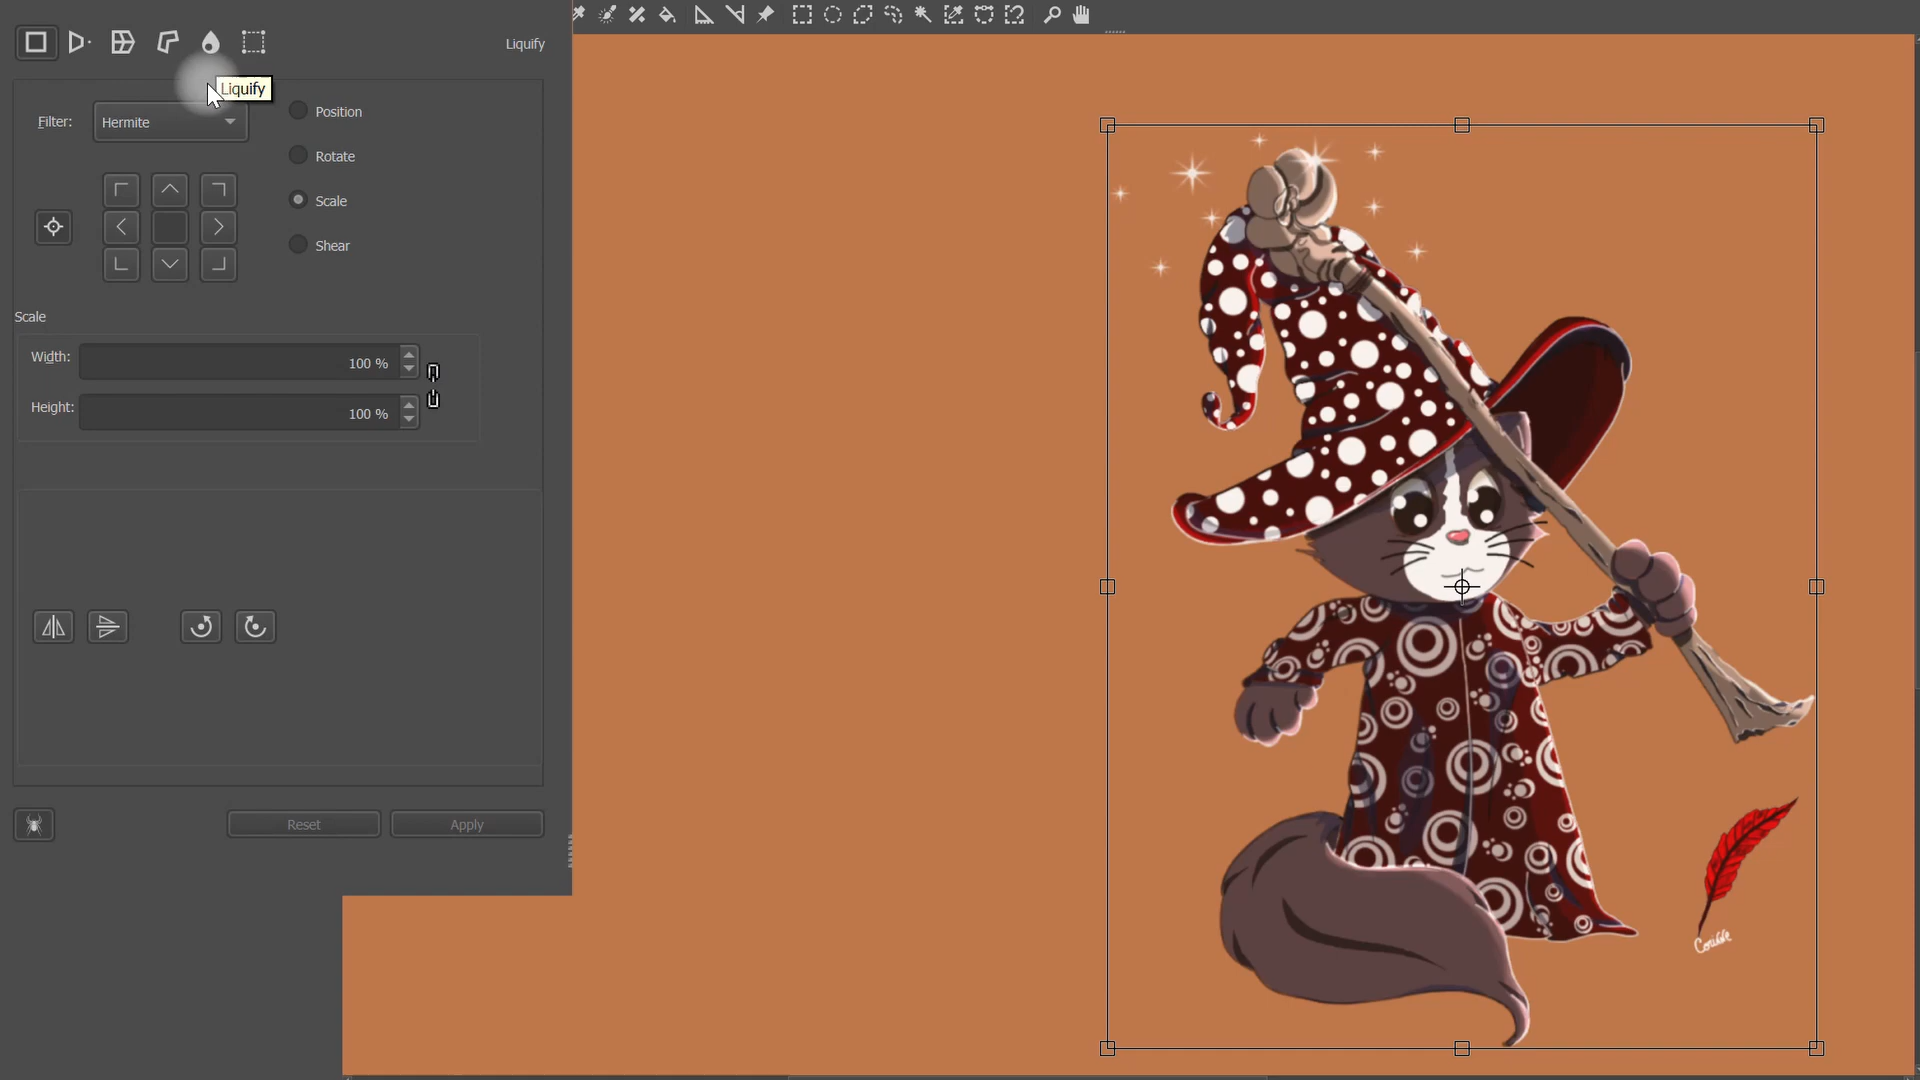 Liquify
Liquify
Filter:
Hermite
Position
Rotate
Scale
Shear
Scale
Width:
100 %
Height:
100 %
Reset
Apply